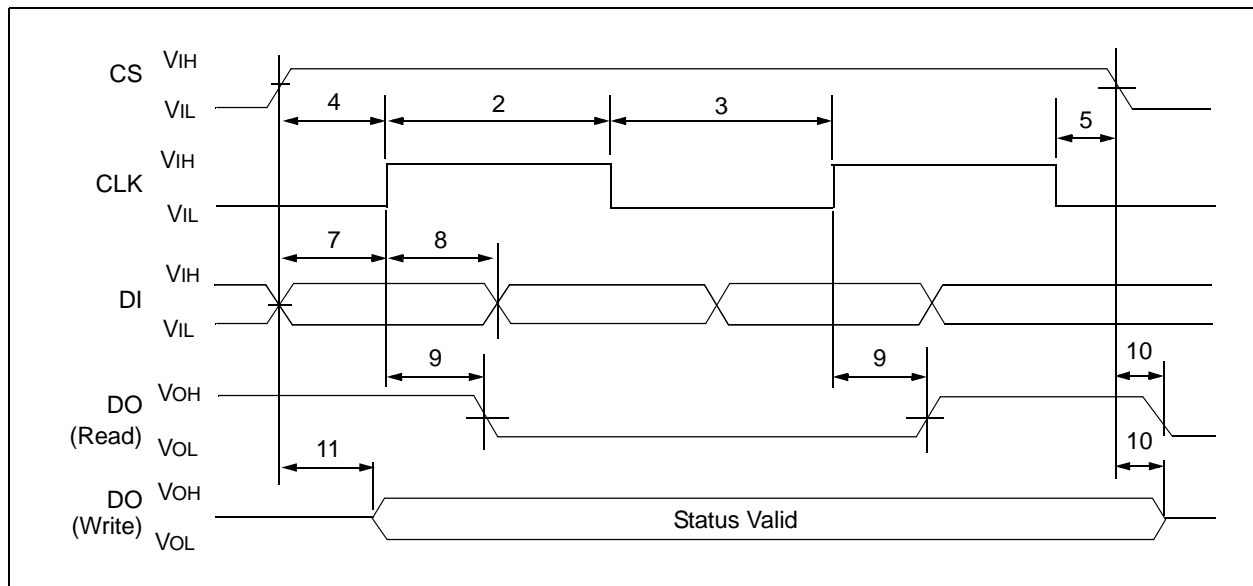 CS
VIH
VIL
4
2
3
5
CLK
VIH
VIL
7
8
DI
VIH
VIL
9
9
10
DO
(Read)
VOH
VOL
11
10
DO
(Write)
VOH
VOL
Status Valid